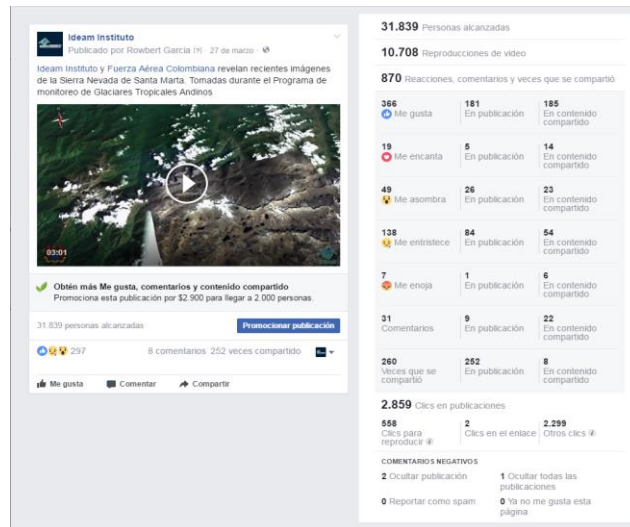 Ideam Instituto
Publicado por Rowbert Garcia [?] · 27 de marzo ·
Ideam Instituto y Fuerza Aérea Colombiana revelan recientes imágenes
de la Sierra Nevada de Santa Marta. Tomadas durante el Programa de
monitoreo de Glaciares Tropicales Andinos
03:01
Obtén más Me gusta, comentarios y contenido compartido
Promociona esta publicación por $2.900 para llegar a 2.000 personas.
31.839 personas alcanzadas
Promocionar publicación
297
8 comentarios 252 veces compartido
Me gusta Comentar Compartir
31.839 Personas alcanzadas
10.708 Reproducciones de video
870 Reacciones, comentarios y veces que se compartió
366 181 185
Me gusta En publicación En contenido
compartido
19 5 14
Me encanta En publicación En contenido
compartido
49 26 23
Me asombra En publicación En contenido
compartido
138 84 54
Me entristece En publicación En contenido
compartido
7 1 6
Me enoja En publicación En contenido
compartido
31 9 22
Comentarios En publicación En contenido
compartido
260 252 8
Veces que se En publicación En contenido
compartió compartido
2.859 Clics en publicaciones
558 2 2.299
Clics para Clics en el enlace Otros clics
reproducir
COMENTARIOS NEGATIVOS
2 Ocultar publicación 1 Ocultar todas las
publicaciones
0 Reportar como spam 0 Ya no me gusta esta
página